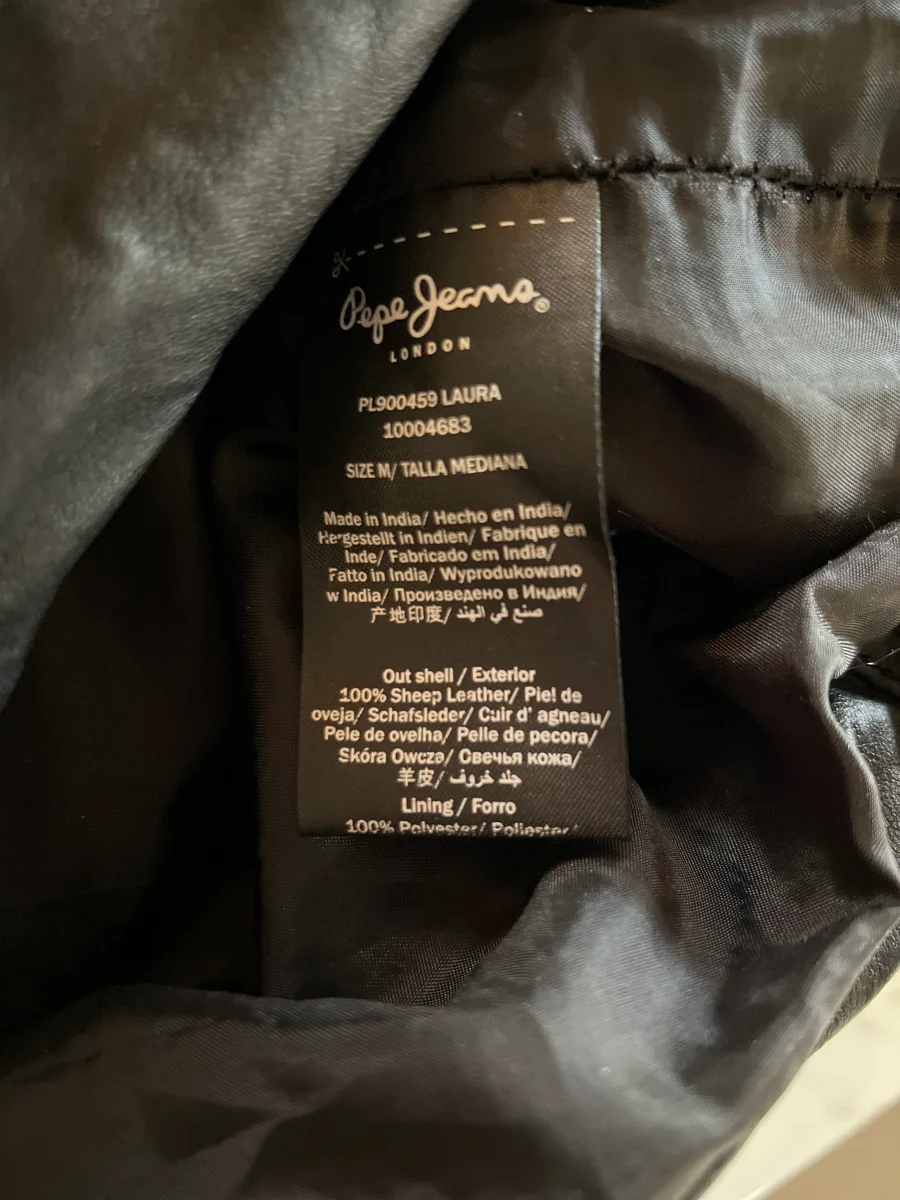 Pepe Jeans®
LONDON
PL900459 LAURA
10004683
SIZE M/ TALLA MEDIANA
Made in India/ Hecho en India/
Hergestellt in Indien/ Fabrique en
Inde/ Fabricado em India/
Fatto in India/ Wyprodukowano
w India/ Произведено в Индия/
产地印度/ صنع في الهند
Out shell / Exterior
100% Sheep Leather/ Piel de
oveja/ Schafsleder/ Cuir d' agneau/
Pele de ovelha/ Pelle de pecora/
Skóra Owcza/ Свечья кожа/
羊皮/ جلد خروف
Lining / Forro
100% Polyester/ Poliester/